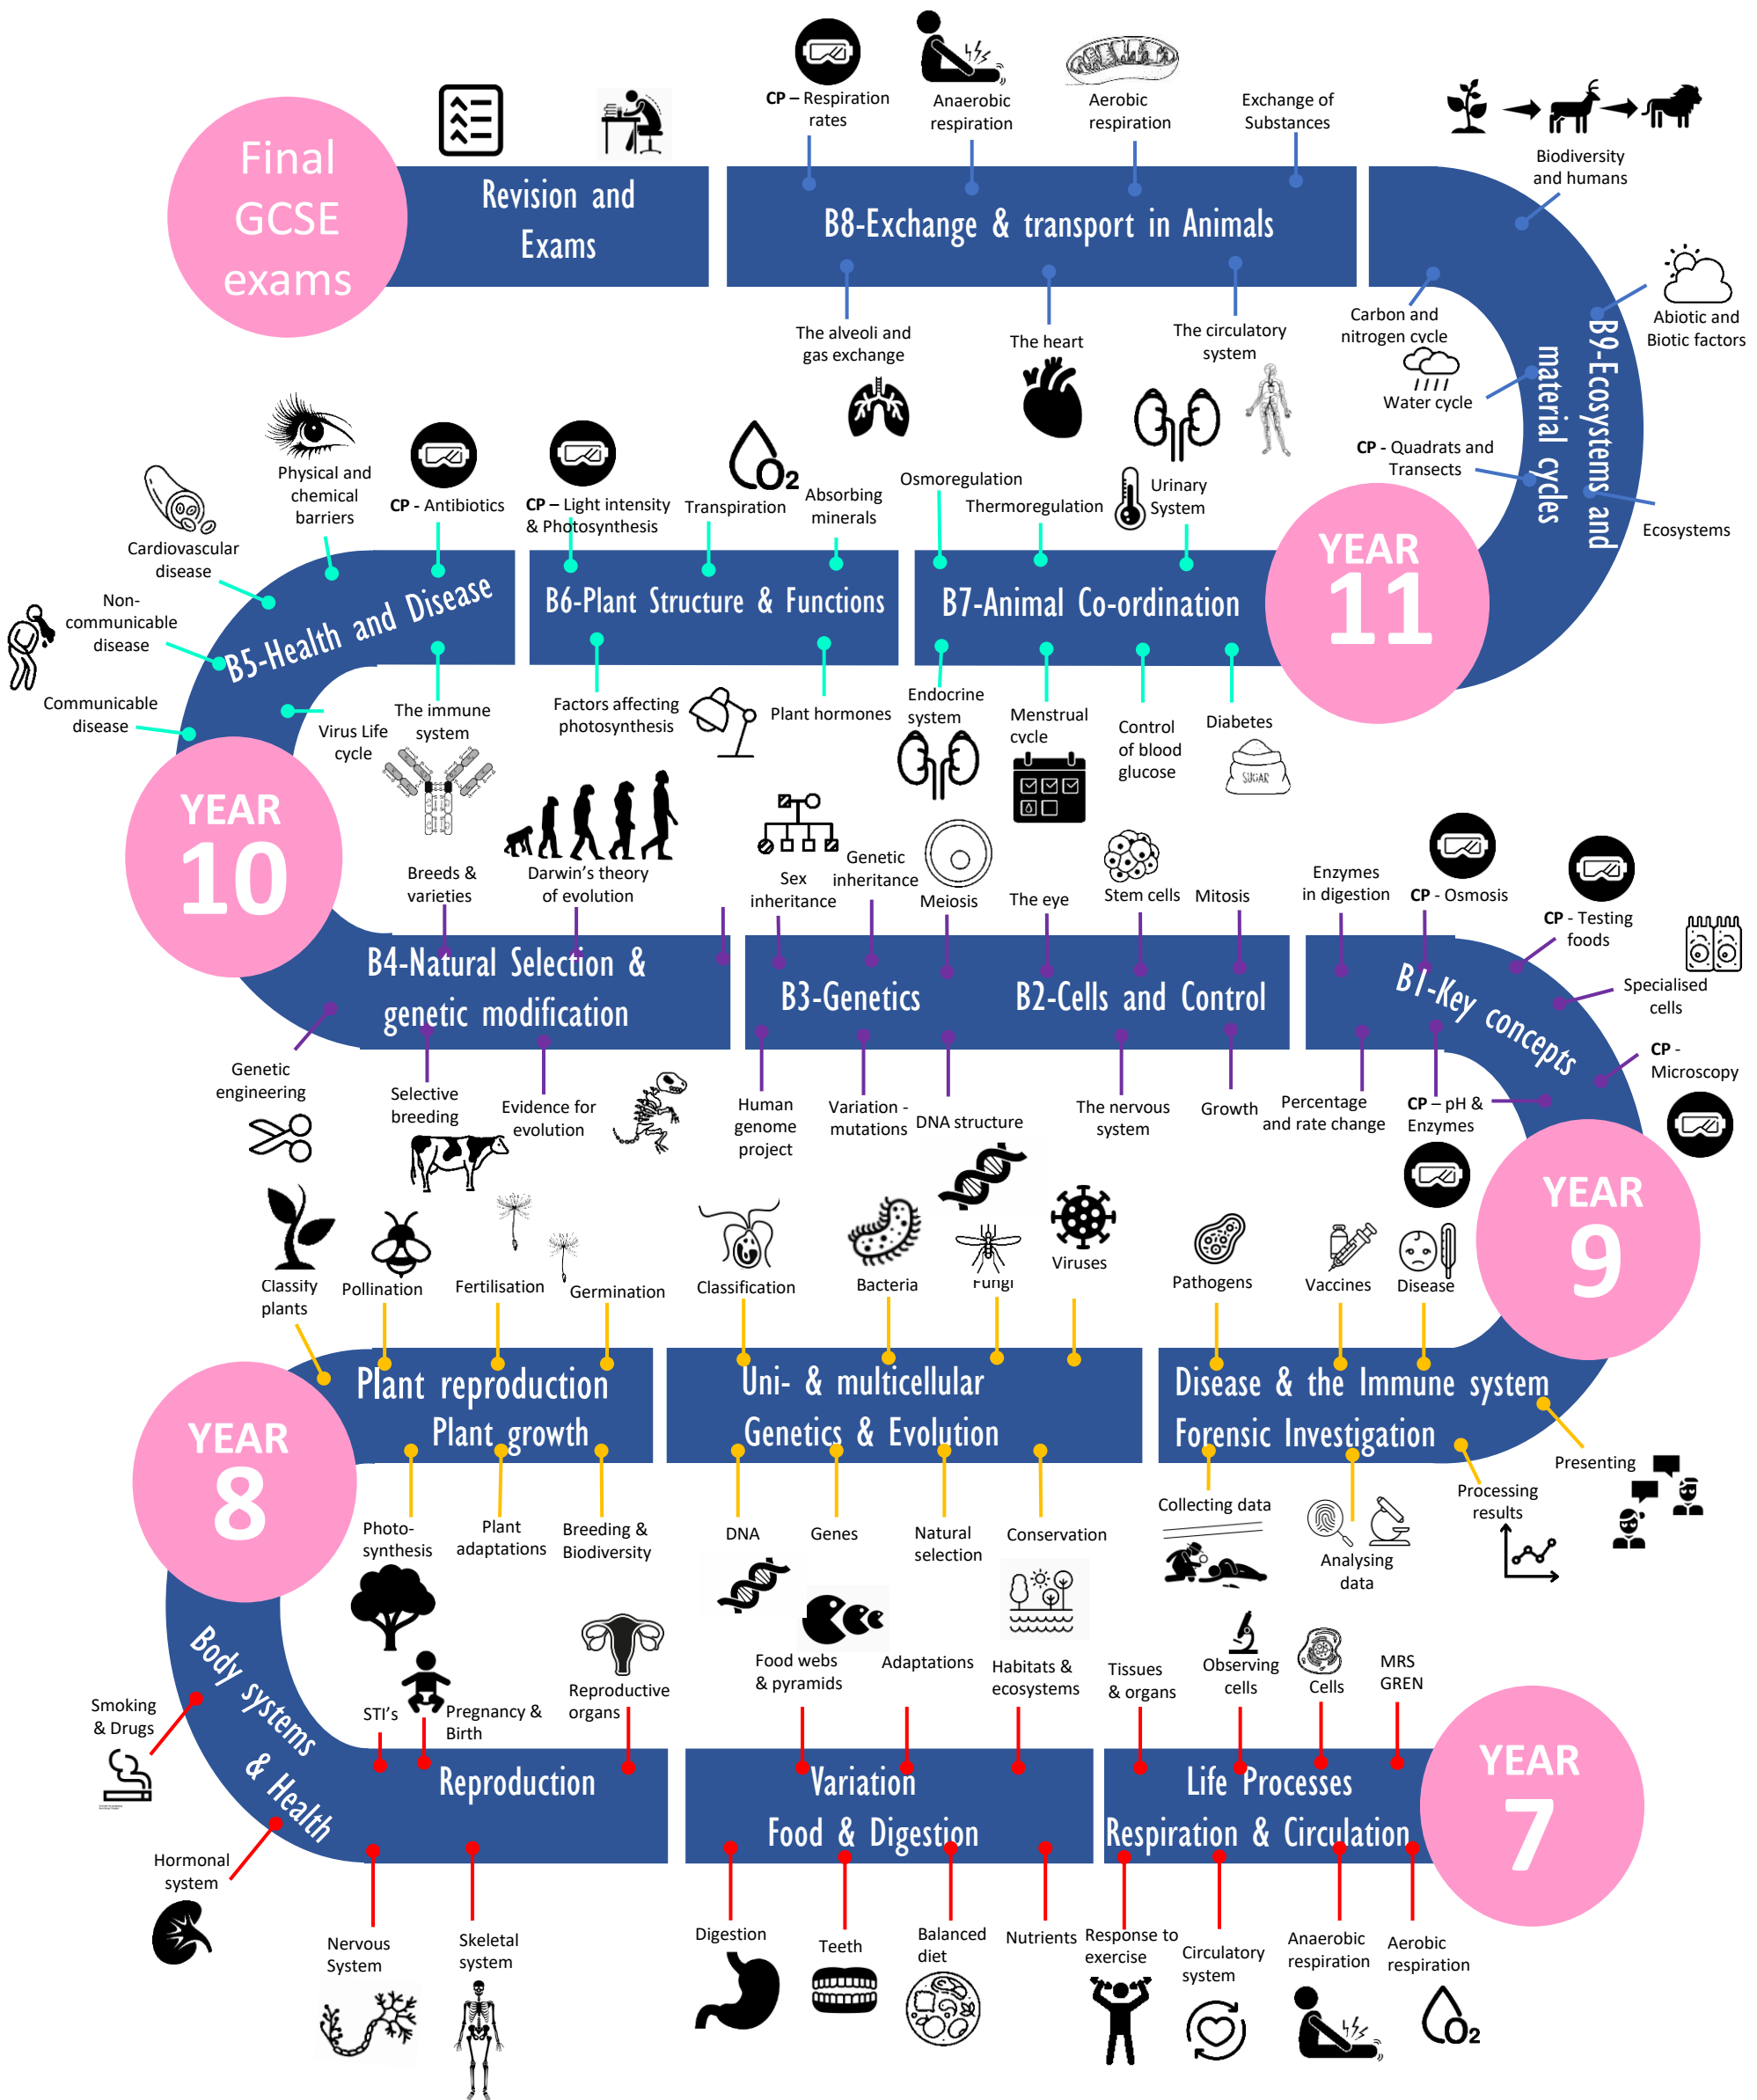 CP – Respiration
rates
Anaerobic
respiration
Aerobic
respiration
Exchange of
Substances
Biodiversity
and humans
Final
GCSE
exams
Revision and
Exams
B8-Exchange & transport in Animals
Abiotic and
Biotic factors
B9-Ecosystems and
material cycles
The alveoli and
gas exchange
The heart
The circulatory
system
Carbon and
nitrogen cycle
Water cycle
CP - Quadrats and
Transects
Ecosystems
Physical and
chemical
barriers
CP - Antibiotics
CP – Light intensity
& Photosynthesis
O2
Transpiration
Absorbing
minerals
Osmoregulation
Thermoregulation
Urinary
System
Cardiovascular
disease
Non-
communicable
disease
Communicable
disease
B5-Health and Disease
B6-Plant Structure & Functions
B7-Animal Co-ordination
YEAR
11
Virus Life
cycle
The immune
system
Factors affecting
photosynthesis
Plant hormones
Endocrine
system
Menstrual
cycle
Control
of blood
glucose
Diabetes
SUGAR
YEAR
10
Breeds &
varieties
Darwin's theory
of evolution
Sex
inheritance
Genetic
inheritance
Meiosis
The eye
Stem cells
Mitosis
Enzymes
in digestion
CP - Osmosis
CP - Testing
foods
Specialised
cells
CP -
Microscopy
B4-Natural Selection &
genetic modification
B3-Genetics
B2-Cells and Control
B1-Key concepts
Genetic
engineering
Selective
breeding
Evidence for
evolution
Human
genome
project
Variation -
mutations
DNA structure
The nervous
system
Growth
Percentage
and rate change
CP – pH &
Enzymes
YEAR
9
Classify
plants
Pollination
Fertilisation
Germination
Classification
Bacteria
Fungi
Viruses
Pathogens
Vaccines
Disease
Plant reproduction
Plant growth
Uni- & multicellular
Genetics & Evolution
Disease & the Immune system
Forensic Investigation
YEAR
8
Photo-
synthesis
Plant
adaptations
Breeding &
Biodiversity
DNA
Genes
Natural
selection
Conservation
Collecting data
Analysing
data
Processing
results
Presenting
Body systems
& Health
Smoking
& Drugs
STI's
Pregnancy &
Birth
Reproductive
organs
Food webs
& pyramids
Adaptations
Habitats &
ecosystems
Tissues
& organs
Observing
cells
Cells
MRS
GREN
Reproduction
Variation
Food & Digestion
Life Processes
Respiration & Circulation
YEAR
7
Hormonal
system
Nervous
System
Skeletal
system
Digestion
Teeth
Balanced
diet
Nutrients
Response to
exercise
Circulatory
system
Anaerobic
respiration
Aerobic
respiration
O2